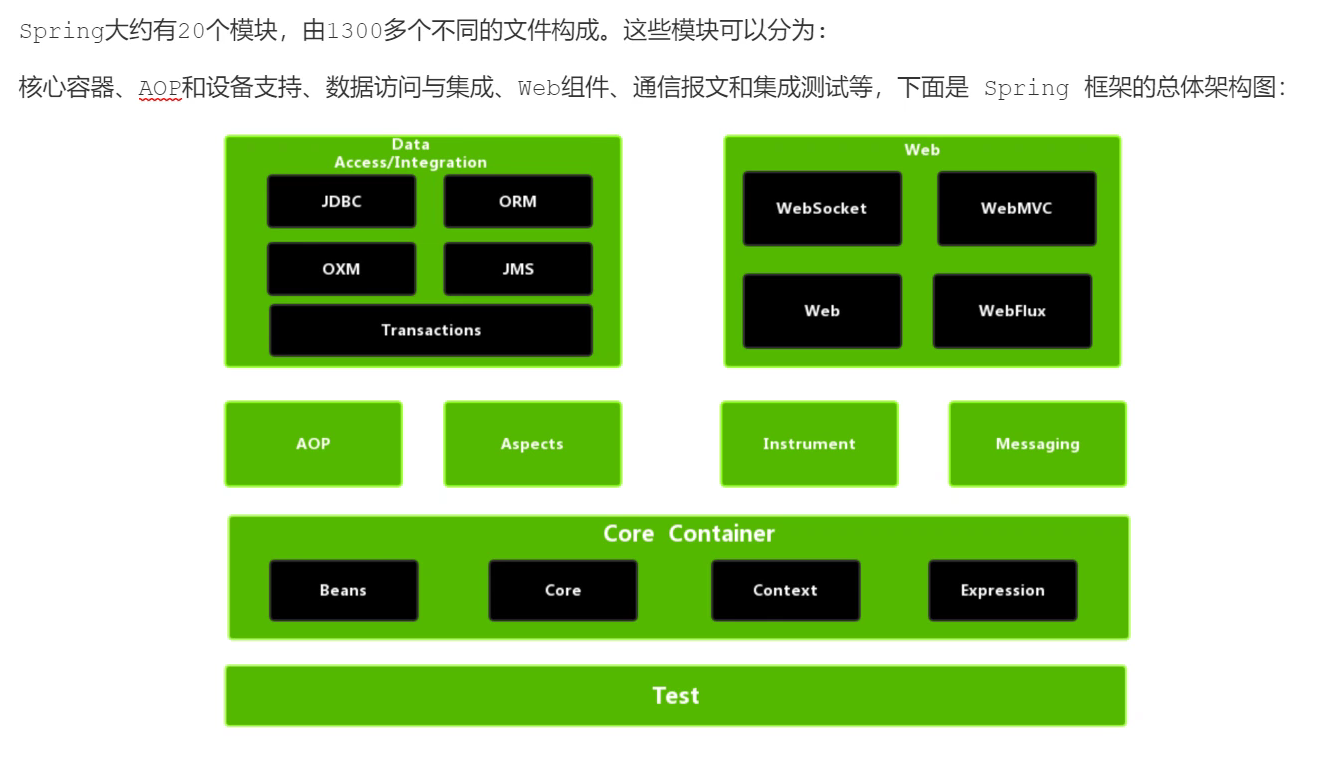 Spring大约有20个模块，由1300多个不同的文件构成。这些模块可以分为：
核心容器、AOP和设备支持、数据访问与集成、Web组件、通信报文和集成测试等，下面是 Spring 框架的总体架构图：
Data
Access/Integration
JDBC
ORM
OXM
JMS
Transactions
Web
WebSocket
WebMVC
Web
WebFlux
AOP
Aspects
Instrument
Messaging
Core Container
Beans
Core
Context
Expression
Test